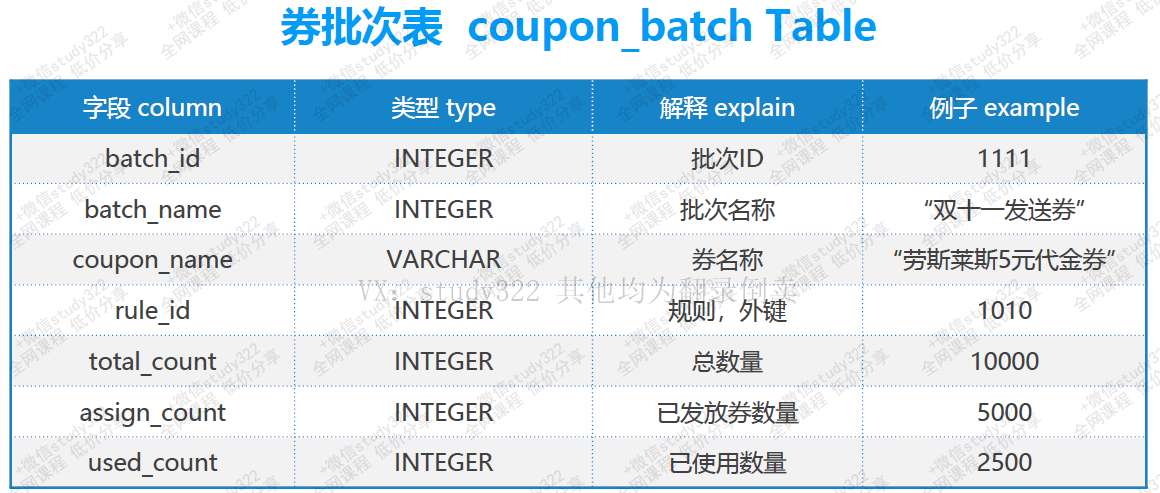 券批次表 coupon_batch Table
字段 column 类型 type 解释 explain 例子 example
batch_id INTEGER 批次ID 1111
batch_name INTEGER 批次名称 “双十一发送券”
coupon_name VARCHAR 券名称 “劳斯莱斯5元代金券”
VX：study322 其他均为翻录倒卖
rule_id INTEGER 规则，外键 1010
total_count INTEGER 总数量 10000
assign_count INTEGER 已发放券数量 5000
used_count INTEGER 已使用数量 2500
+微信study322
全网课程 低价分享